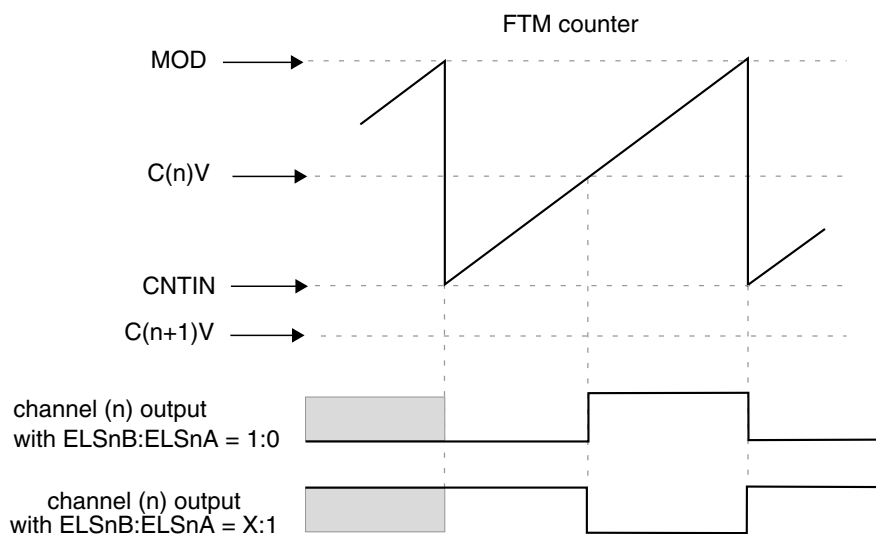 FTM counter
MOD
C(n)V
CNTIN
C(n+1)V
channel (n) output
with ELSnB:ELSnA = 1:0
channel (n) output
with ELSnB:ELSnA = X:1